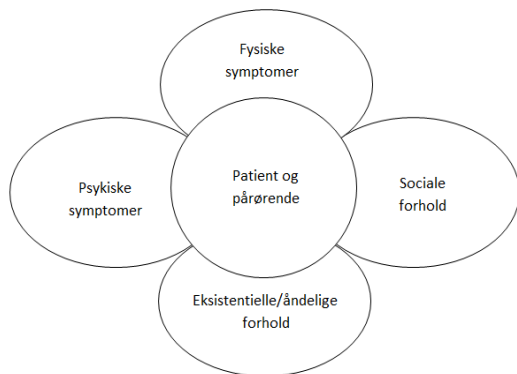 Fysiske
symptomer
Psykiske
symptomer
Patient og
pårørende
Sociale
forhold
Eksistentielle/åndelige
forhold